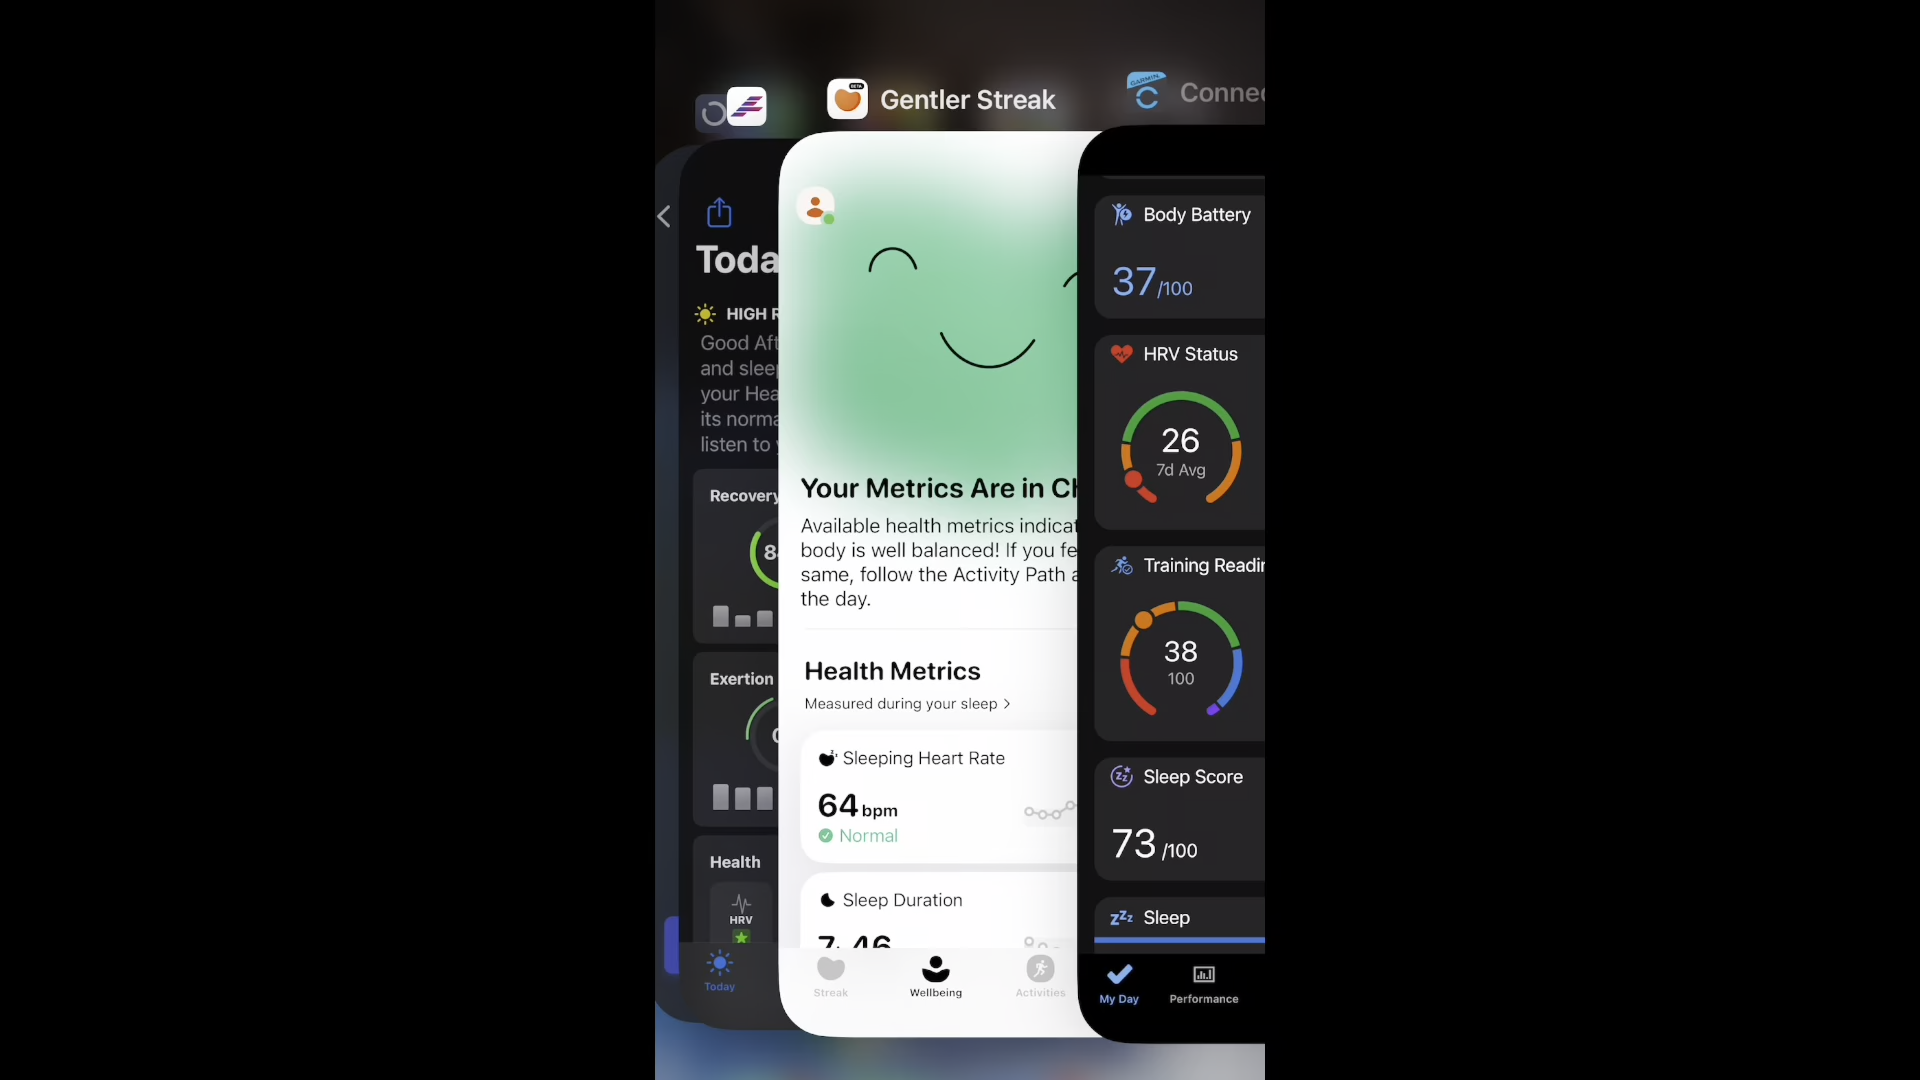 Gentler Streak
GARMIN
BETA
Toda
HIGH R
Good Aft
and sleep
your Hea
its norma
listen to
Recovery
Exertion
Health
HRV
Today
Your Metrics Are in Ch
Available health metrics indicat
body is well balanced! If you fe
same, follow the Activity Path a
the day.
Health Metrics
Measured during your sleep >
Sleeping Heart Rate
64 bpm
Normal
Sleep Duration
Streak
Wellbeing
Activities
Connec
Body Battery
37/100
HRV Status
26
7d Avg
Training Readin
38
100
Sleep Score
73 /100
Sleep
My Day
Performance